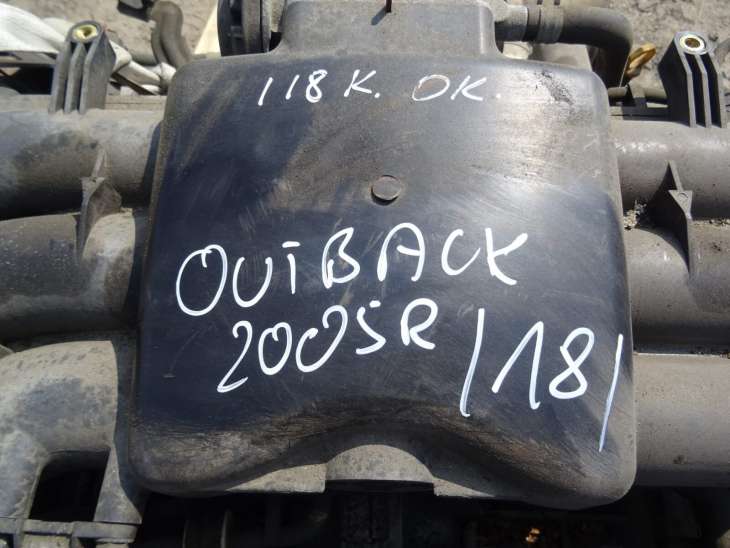 118 K. OK.
OUTBACK
2005R /18/